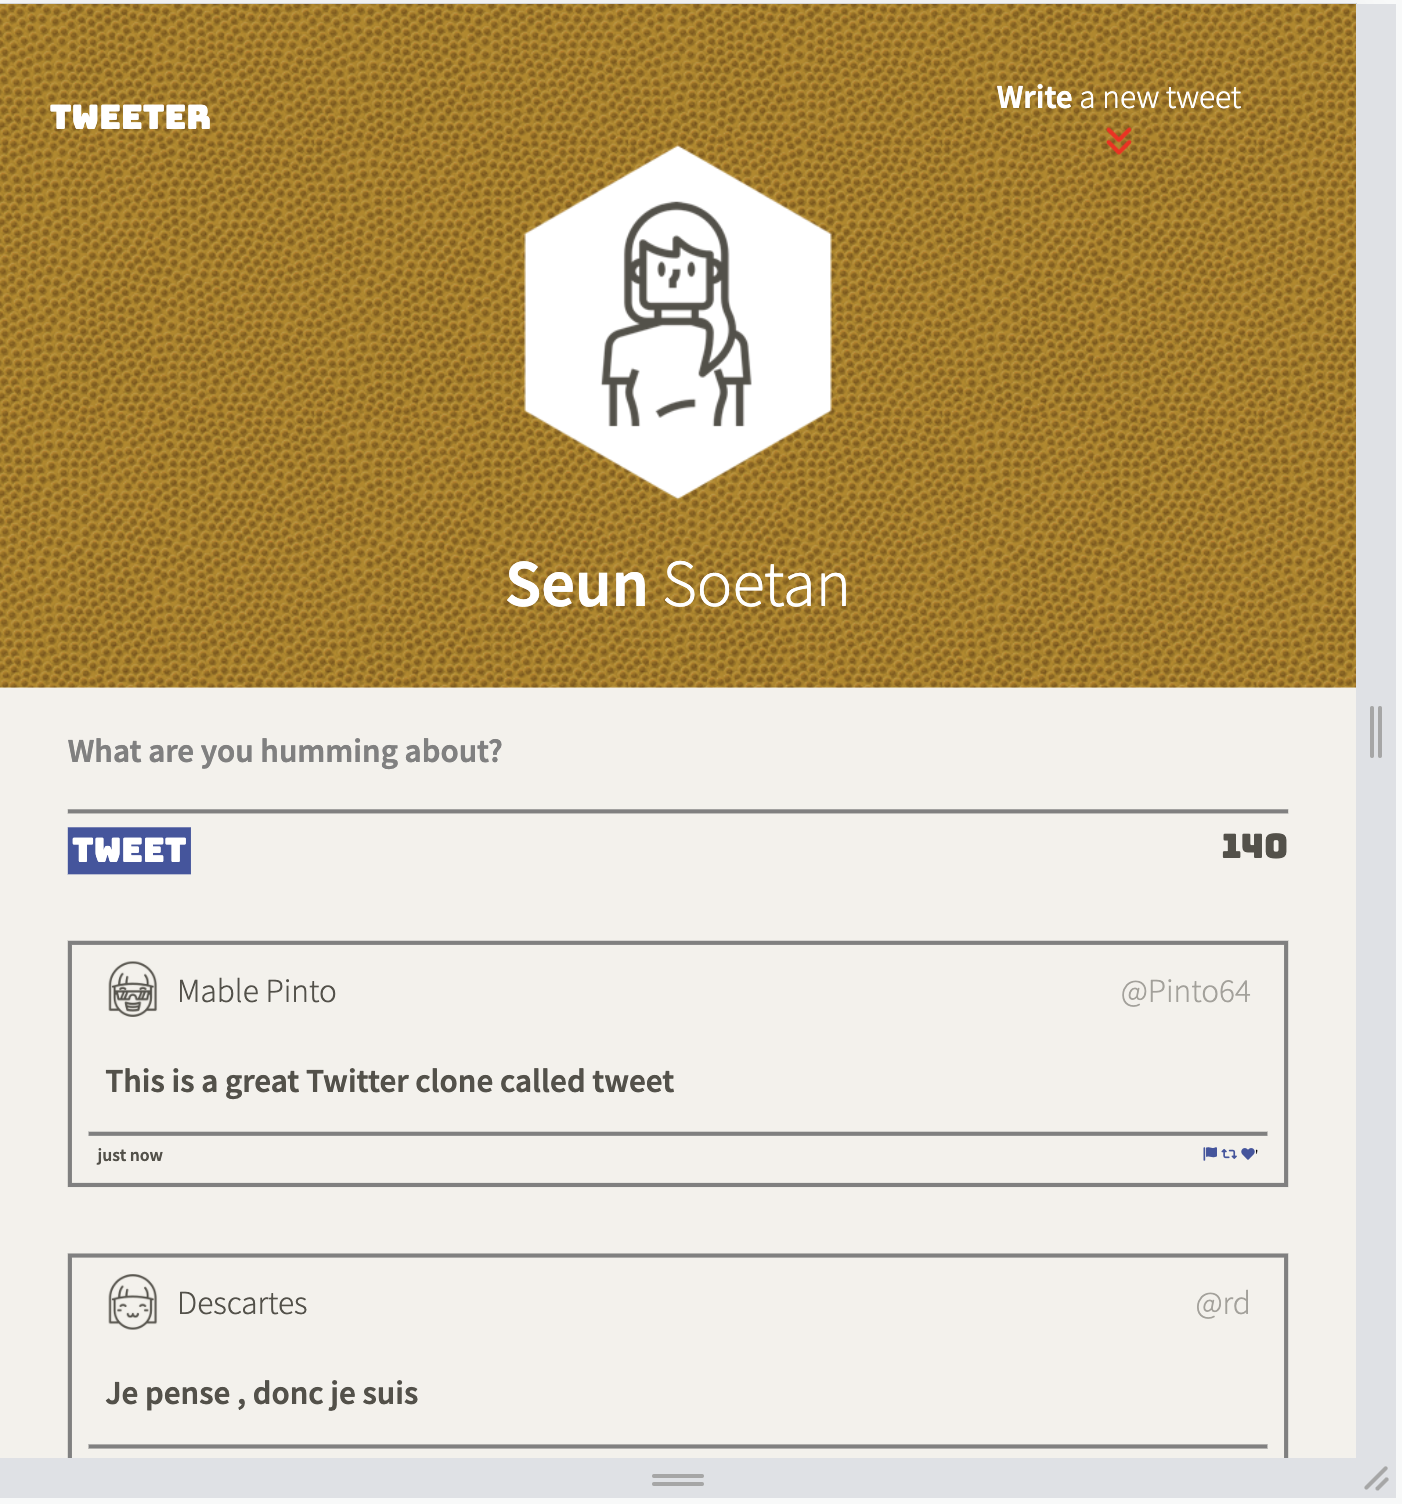 TWEETER
Write a new tweet
Seun Soetan
What are you humming about?
TWEET
140
Mable Pinto
@Pinto64
This is a great Twitter clone called tweet
just now
Descartes
@rd
Je pense , donc je suis